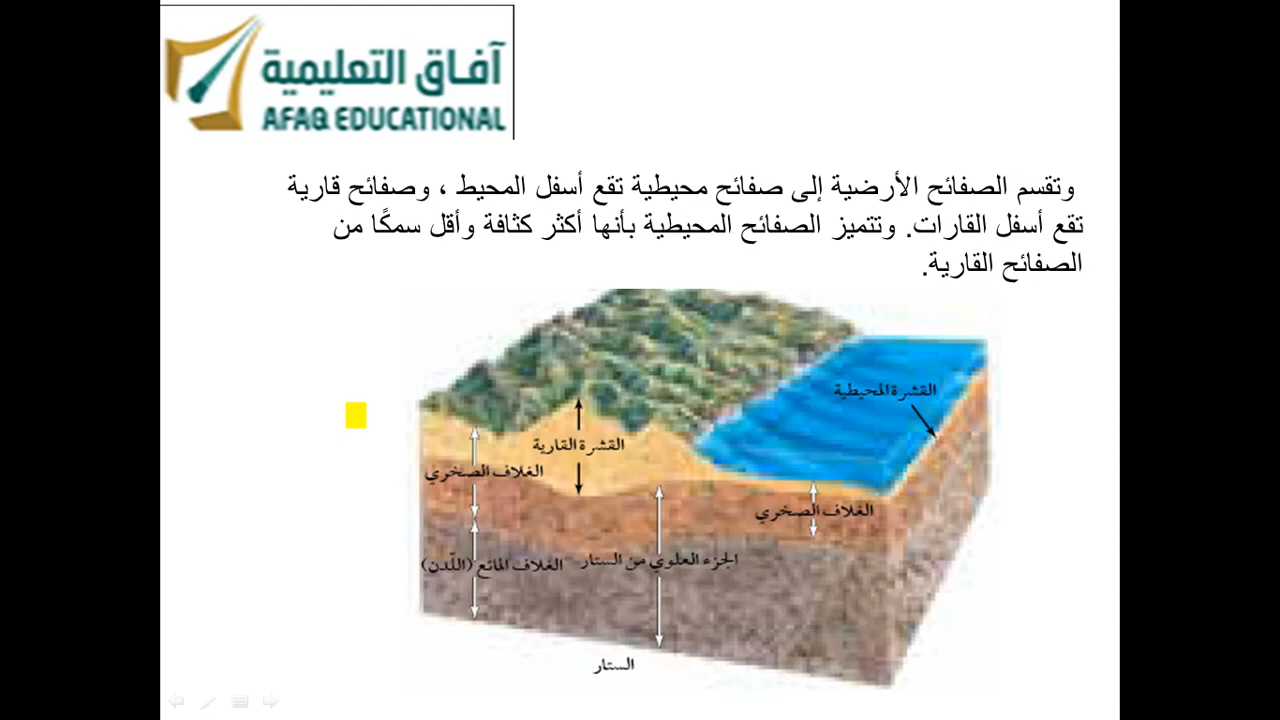 آفاق التعليمية
AFAQ EDUCATIONAL
وتقسم الصفائح الأرضية إلى صفائح محيطية تقع أسفل المحيط ، وصفائح قارية
تقع أسفل القارات. وتتميز الصفائح المحيطية بأنها أكثر كثافة وأقل سمكًا من
الصفائح القارية.
القشرة المحيطية
القشرة القارية
الغلاف الصخري
الغلاف الصخري
الجزء العلوي من الستار
الغلاف المائع (اللّدن)
الستار